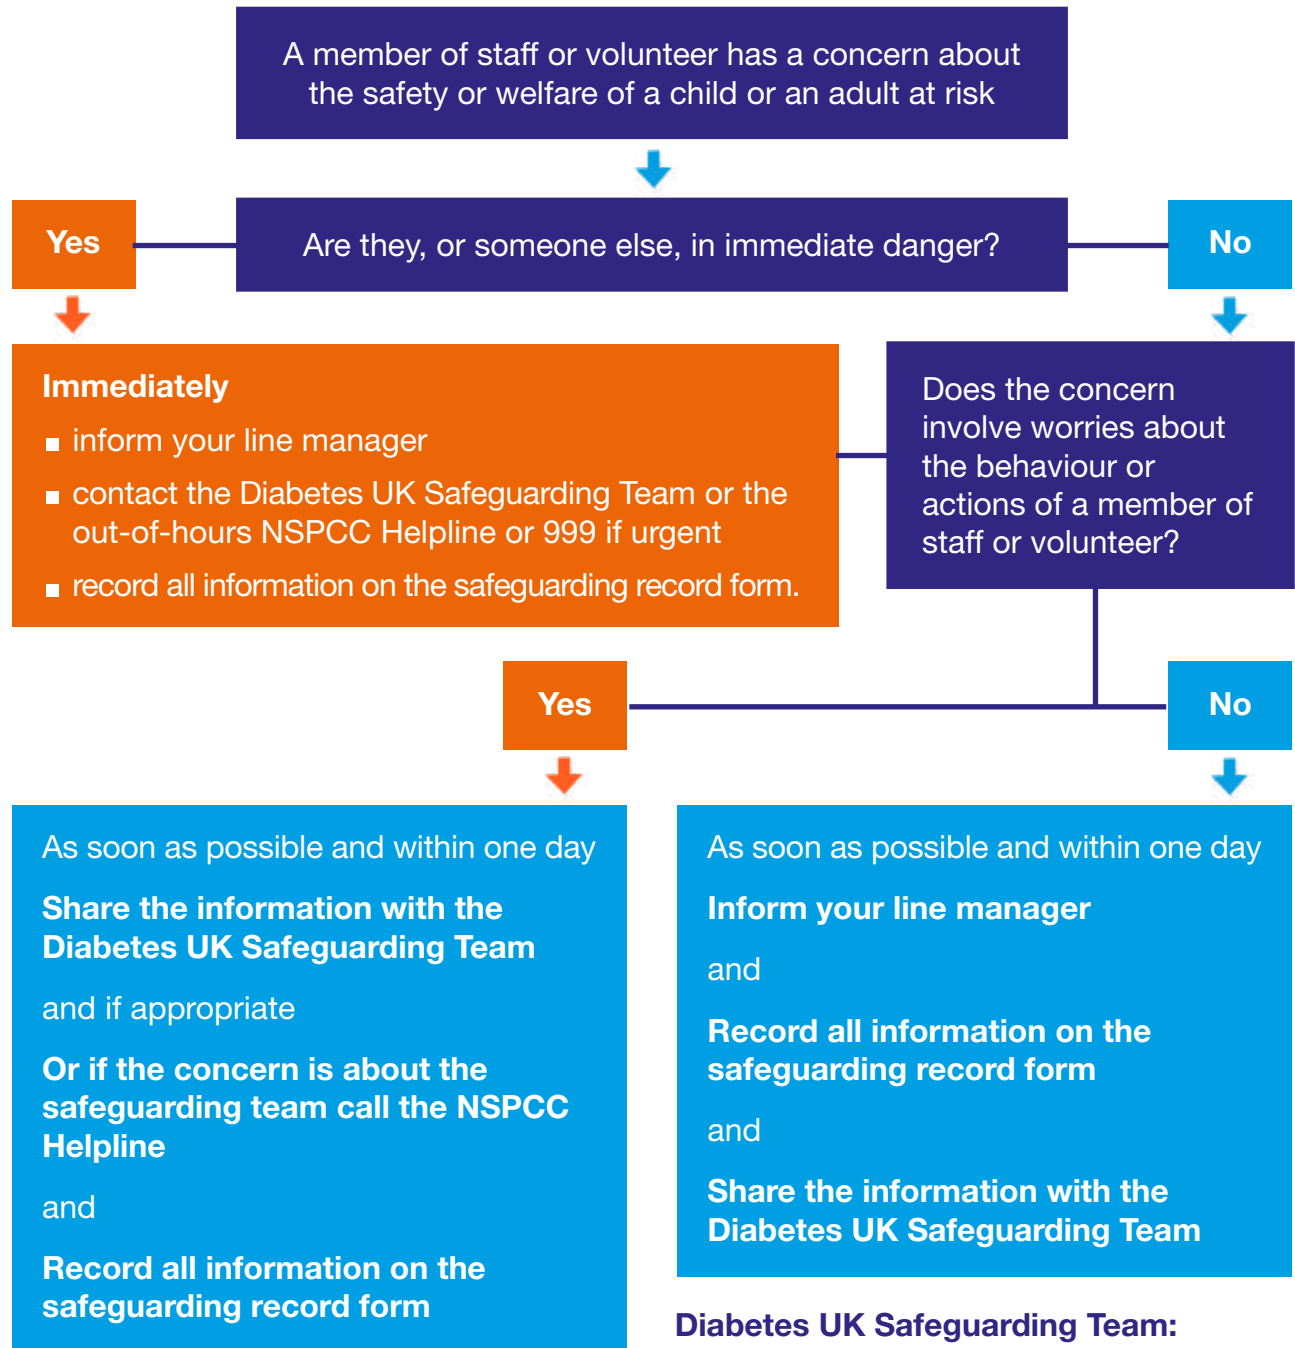 A member of staff or volunteer has a concern about
the safety or welfare of a child or an adult at risk
Yes
Are they, or someone else, in immediate danger?
No
Immediately
inform your line manager
contact the Diabetes UK Safeguarding Team or the
out-of-hours NSPCC Helpline or 999 if urgent
record all information on the safeguarding record form.
Does the concern
involve worries about
the behaviour or
actions of a member of
staff or volunteer?
Yes
No
As soon as possible and within one day
Share the information with the
Diabetes UK Safeguarding Team
and if appropriate
Or if the concern is about the
safeguarding team call the NSPCC
Helpline
and
Record all information on the
safeguarding record form
As soon as possible and within one day
Inform your line manager
and
Record all information on the
safeguarding record form
and
Share the information with the
Diabetes UK Safeguarding Team
Diabetes UK Safeguarding Team: